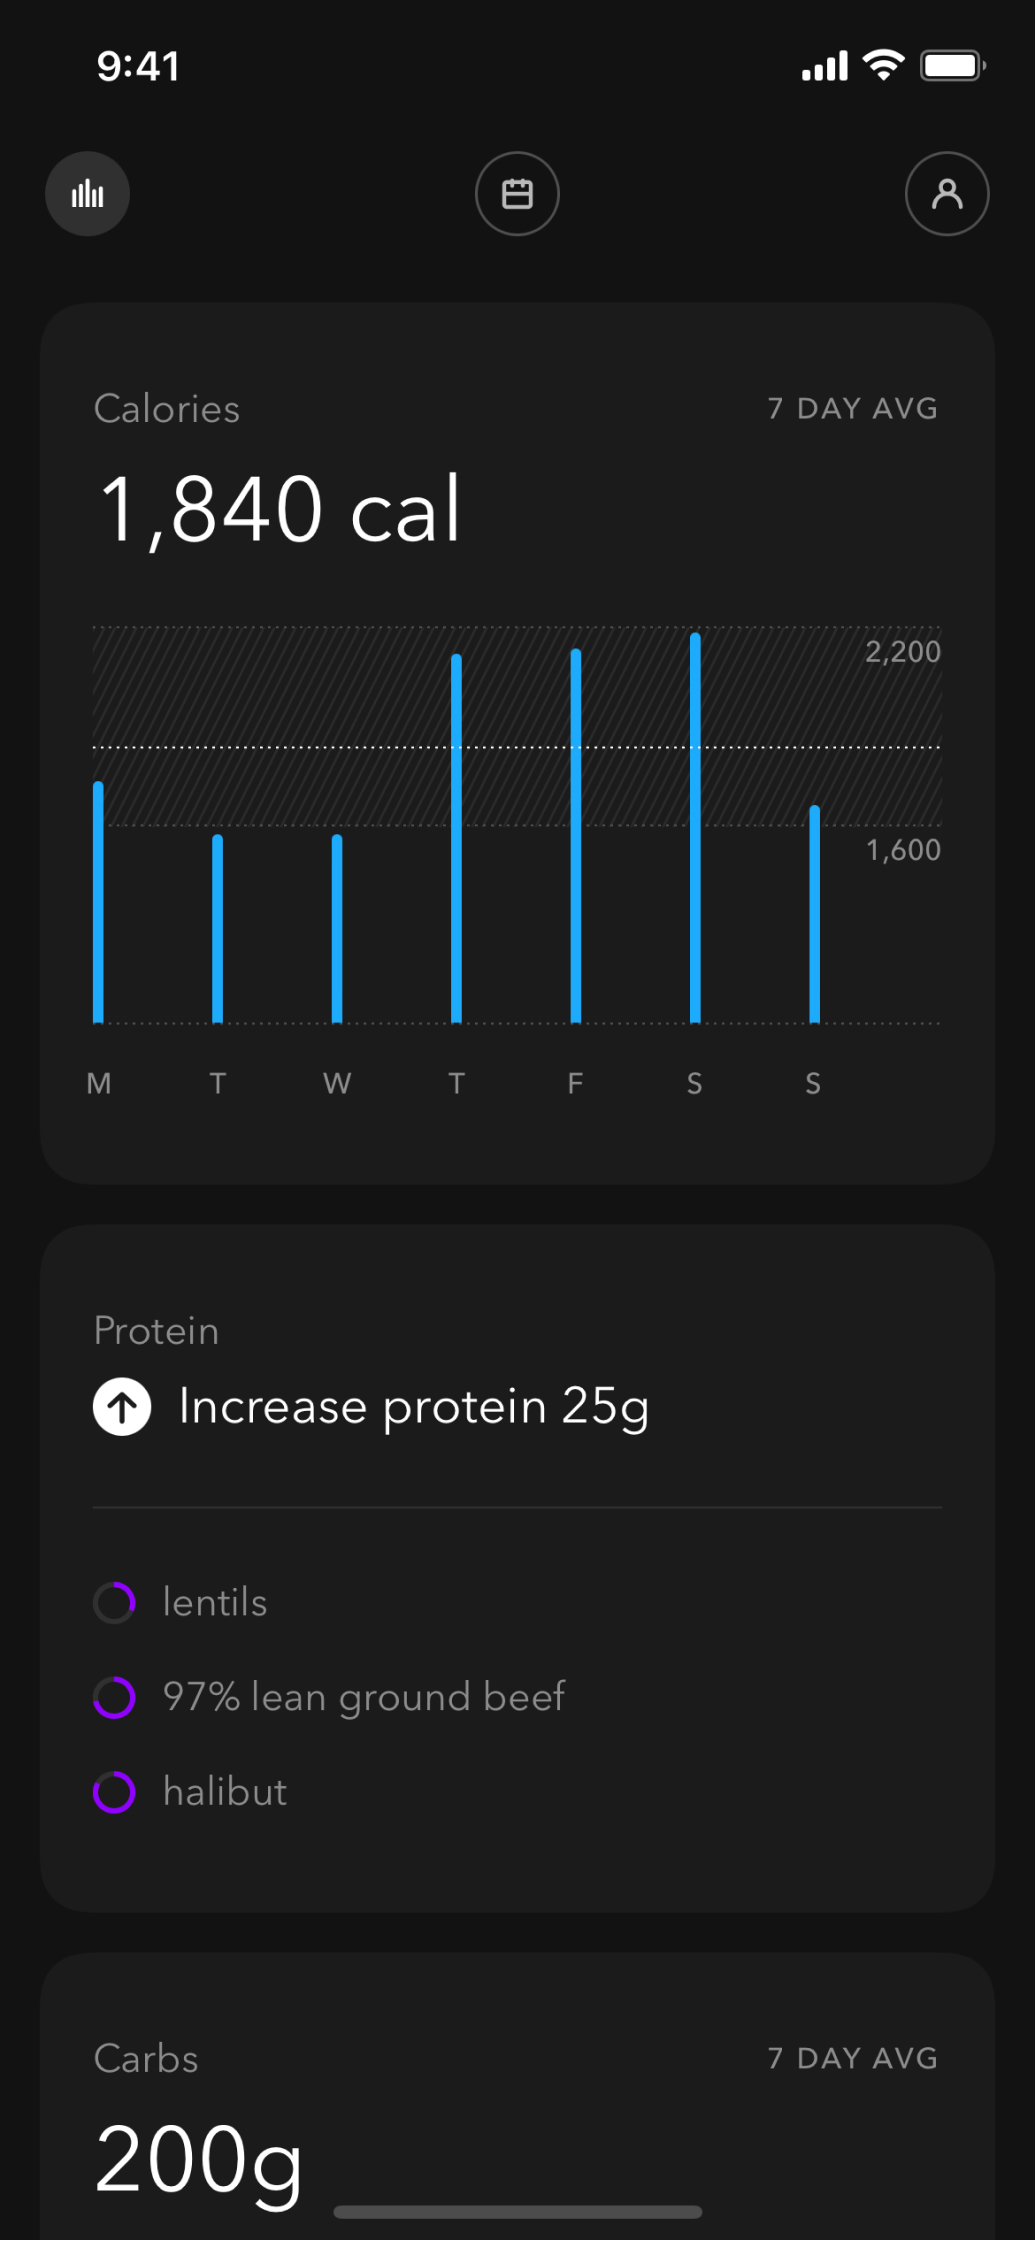 9:41
Calories
7 DAY AVG
1,840 cal
2,200
1,600
M T W T F S S
Protein
Increase protein 25g
lentils
97% lean ground beef
halibut
Carbs
7 DAY AVG
200g